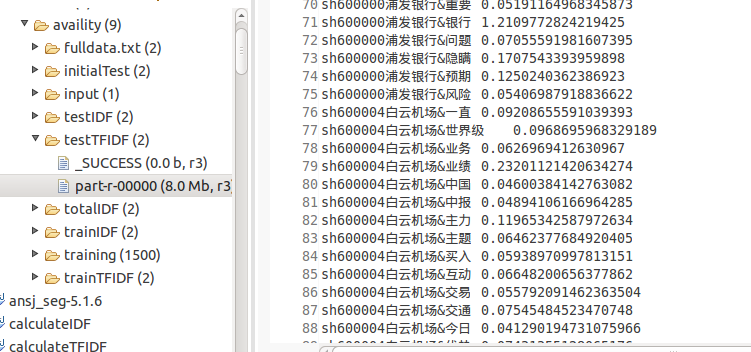 availity (9)
fulldata.txt (2)
initialTest (2)
input (1)
testIDF (2)
testTFIDF (2)
_SUCCESS (0.0 b, r3)
part-r-00000 (8.0 Mb, r3
totalIDF (2)
trainIDF (2)
training (1500)
trainTFIDF (2)
ansj_seg-5.1.6
calculateIDF
calculateTFIDF
70 sh600000浦发银行&重要 0.05191164968345873
71 sh600000浦发银行&银行 1.2109772824219425
72 sh600000浦发银行&问题 0.07055591981607395
73 sh600000浦发银行&隐瞒 0.1707543393959898
74 sh600000浦发银行&预期 0.1250240362386923
75 sh600000浦发银行&风险 0.05406987918836622
76 sh600004白云机场&一直 0.09208655591039393
77 sh600004白云机场&世界级 0.0968695968329189
78 sh600004白云机场&业务 0.0626969412630967
79 sh600004白云机场&业绩 0.23201121420634274
80 sh600004白云机场&中国 0.04600384142763082
81 sh600004白云机场&中报 0.04894106166964285
82 sh600004白云机场&主力 0.11965342587972634
83 sh600004白云机场&主题 0.06462377684920405
84 sh600004白云机场&买入 0.05938970997813151
85 sh600004白云机场&互动 0.06648200656377862
86 sh600004白云机场&交易 0.055792091462363504
87 sh600004白云机场&交通 0.07545484523470748
88 sh600004白云机场&今日 0.041290194731075966